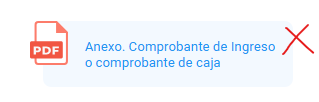 PDF
Anexo. Comprobante de Ingreso
o comprobante de caja